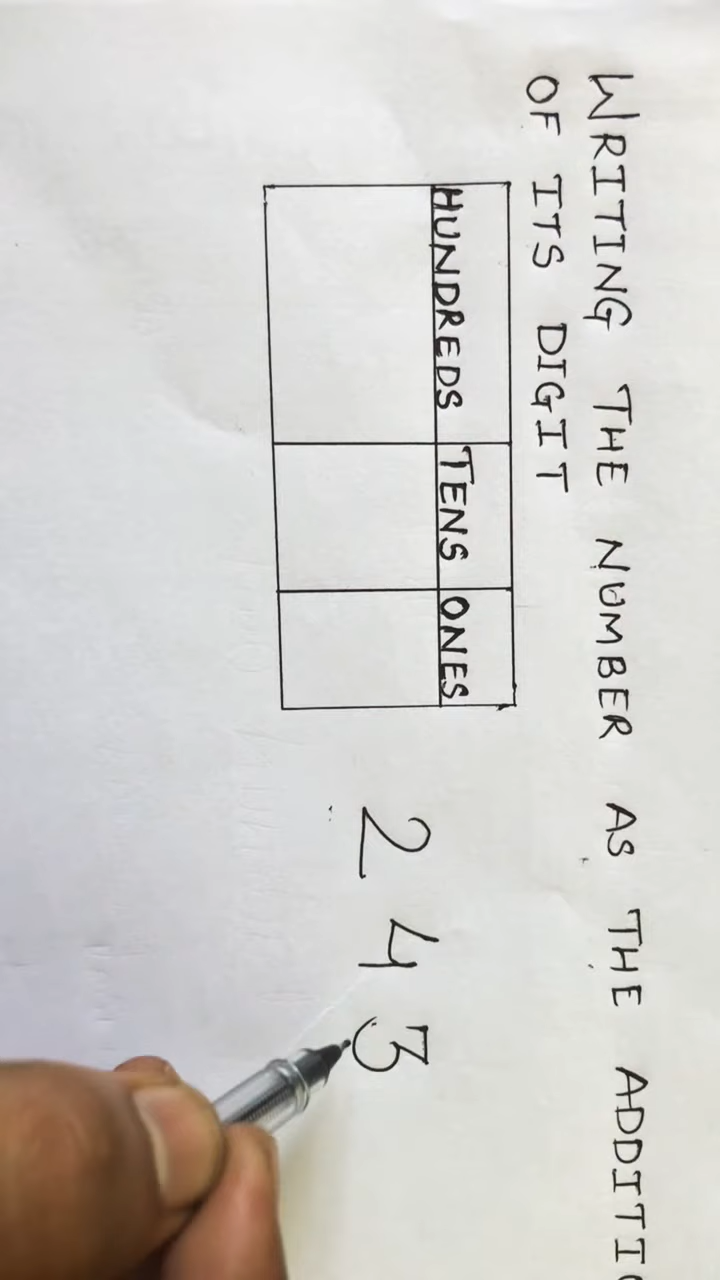 WRITING THE NUMBER AS THE ADDITI
OF ITS DIGIT
HUNDREDS TENS ONES
2 4 3